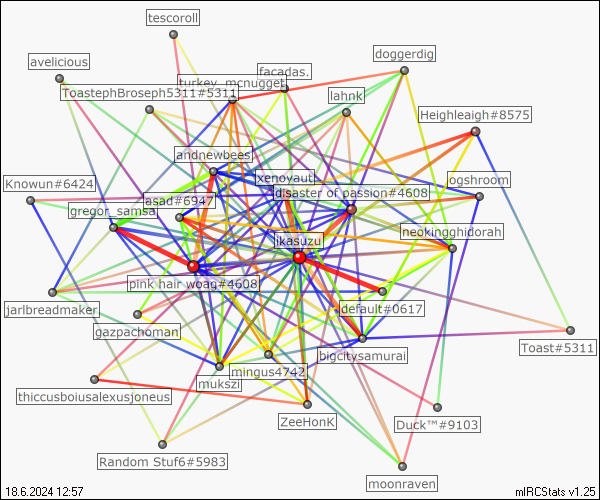 tescoroll
doggerdig
avelicious
facadas.
turkey_mcnugget
ToastephBroseph5311#5311
lahnk
Heighleaigh#8575
andnewbees
xenovault
Knowun#6424
disaster of passion#4608
ogshroom
asad#6947
gregor_samsa
neokingghidorah
jkasuzu
pink hair woag#4608
jarlbreadmaker
default#0617
gazpachoman
Toast#5311
bigcitysamurai
mingus4742
mukszi
thiccusboiusalexusjoneus
ZeeHonK
Duck™#9103
Random Stuf6#5983
moonraven
18.6.2024 12:57
mIRCStats v1.25